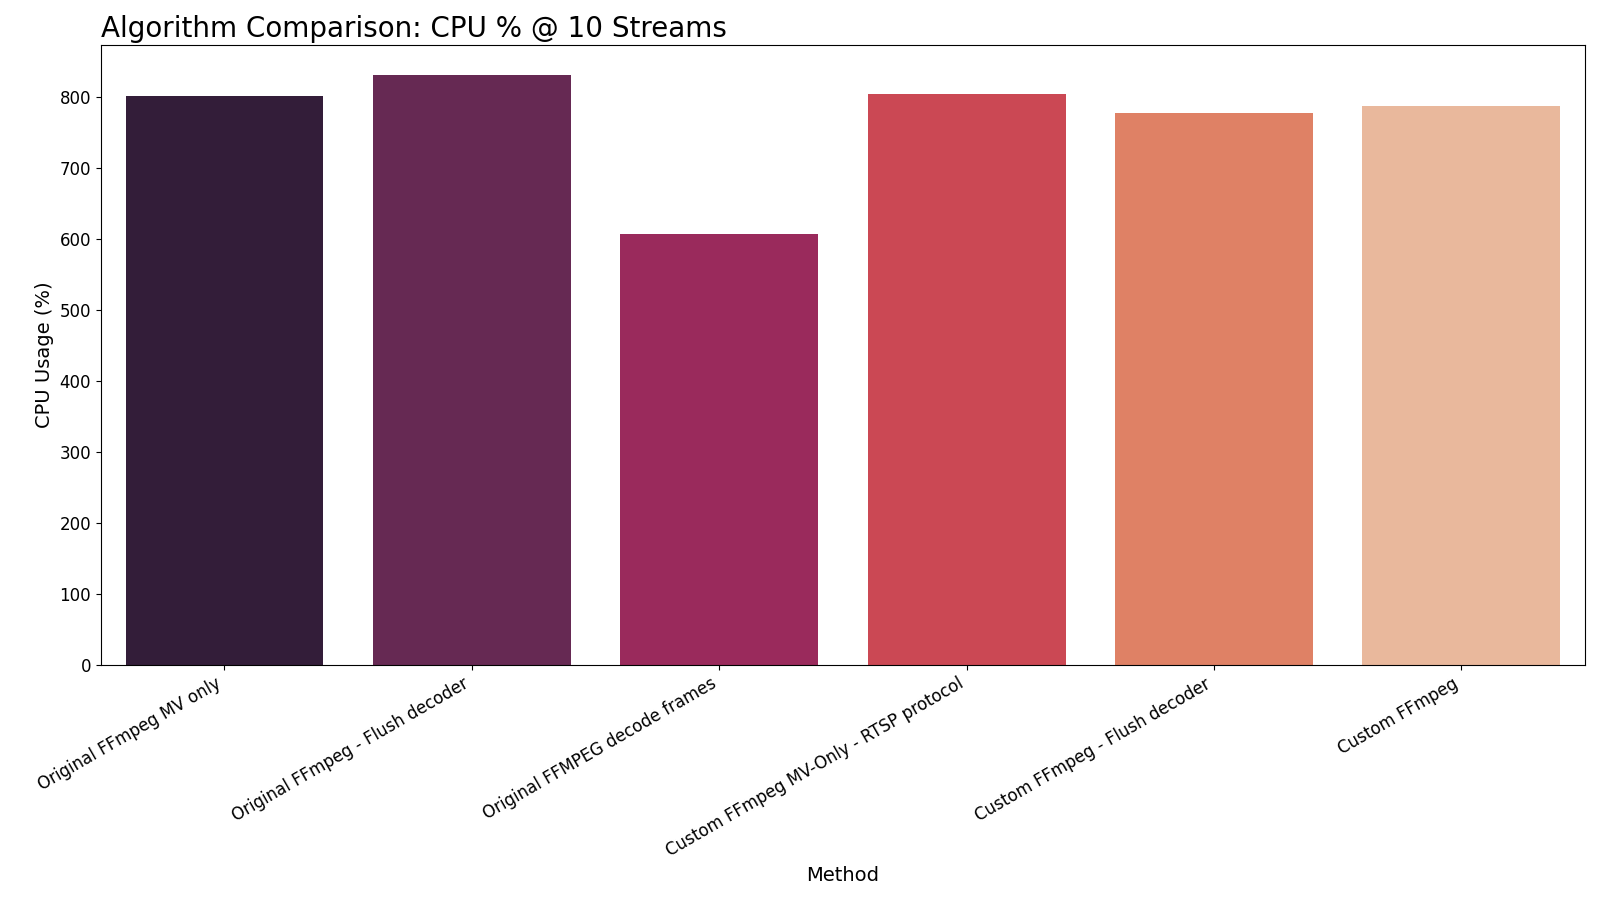 Algorithm Comparison: CPU % @ 10 Streams
CPU Usage (%)
800
700
600
500
400
300
200
100
0
Original FFmpeg MV only
Original FFmpeg - Flush decoder
Original FFMPEG decode frames
Custom FFmpeg MV-Only - RTSP protocol
Custom FFmpeg - Flush decoder
Custom FFmpeg
Method